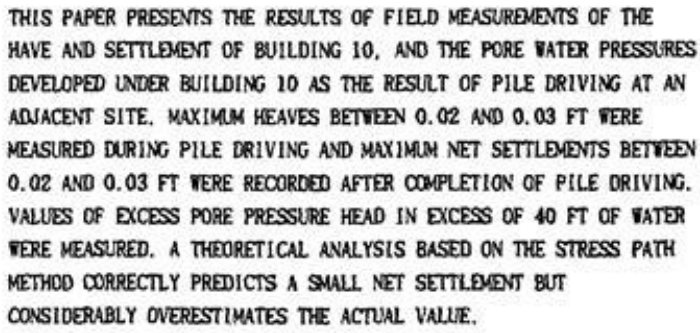 THIS PAPER PRESENTS THE RESULTS OF FIELD MEASUREMENTS OF THE
HAVE AND SETTLEMENT OF BUILDING 10, AND THE PORE WATER PRESSURES
DEVELOPED UNDER BUILDING 10 AS THE RESULT OF PILE DRIVING AT AN
ADJACENT SITE. MAXIMUM HEAVES BETWEEN 0.02 AND 0.03 FT WERE
MEASURED DURING PILE DRIVING AND MAXIMUM NET SETTLEMENTS BETWEEN
0.02 AND 0.03 FT WERE RECORDED AFTER COMPLETION OF PILE DRIVING.
VALUES OF EXCESS PORE PRESSURE HEAD IN EXCESS OF 40 FT OF WATER
WERE MEASURED. A THEORETICAL ANALYSIS BASED ON THE STRESS PATH
METHOD CORRECTLY PREDICTS A SMALL NET SETTLEMENT BUT
CONSIDERABLY OVERESTIMATES THE ACTUAL VALUE.